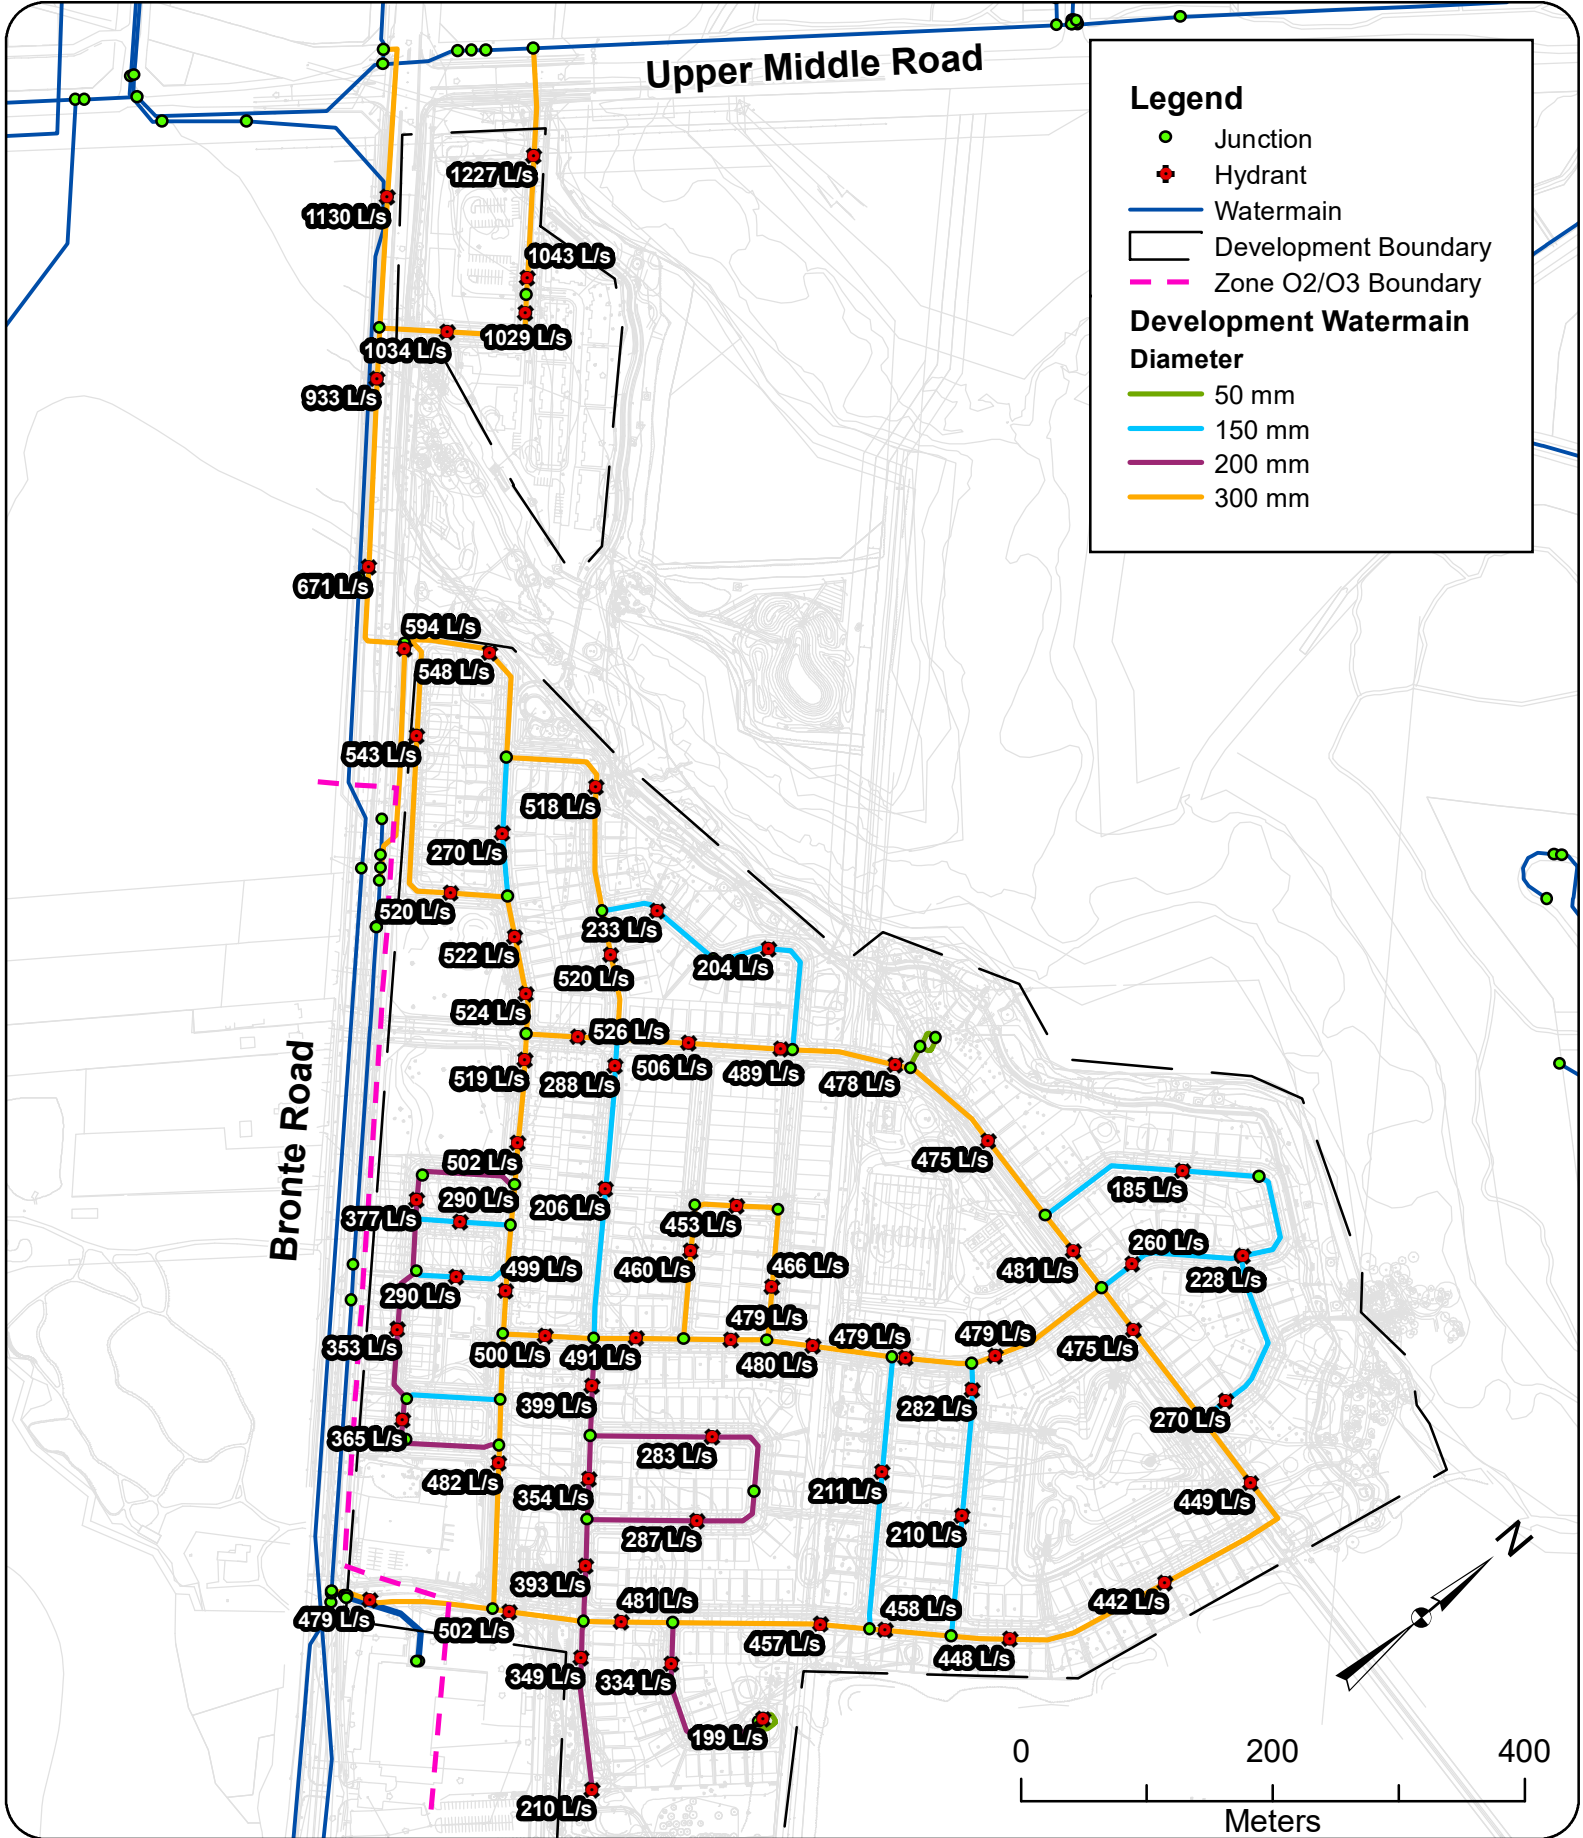 Upper Middle Road
Legend
Junction
Hydrant
Watermain
Development Boundary
Zone O2/O3 Boundary
Development Watermain
Diameter
50 mm
150 mm
200 mm
300 mm
1227 L/s
1130 L/s
1043 L/s
1029 L/s
1034 L/s
933 L/s
671 L/s
594 L/s
548 L/s
543 L/s
518 L/s
270 L/s
520 L/s
233 L/s
522 L/s
204 L/s
520 L/s
524 L/s
526 L/s
506 L/s
489 L/s
519 L/s
288 L/s
478 L/s
Bronte Road
502 L/s
475 L/s
290 L/s
206 L/s
185 L/s
377 L/s
453 L/s
260 L/s
499 L/s
460 L/s
466 L/s
481 L/s
228 L/s
290 L/s
479 L/s
479 L/s
479 L/s
353 L/s
500 L/s
491 L/s
480 L/s
475 L/s
399 L/s
282 L/s
270 L/s
365 L/s
283 L/s
482 L/s
354 L/s
211 L/s
449 L/s
287 L/s
210 L/s
N
393 L/s
481 L/s
458 L/s
442 L/s
479 L/s
502 L/s
457 L/s
448 L/s
349 L/s
334 L/s
199 L/s
210 L/s
0 200 400
Meters